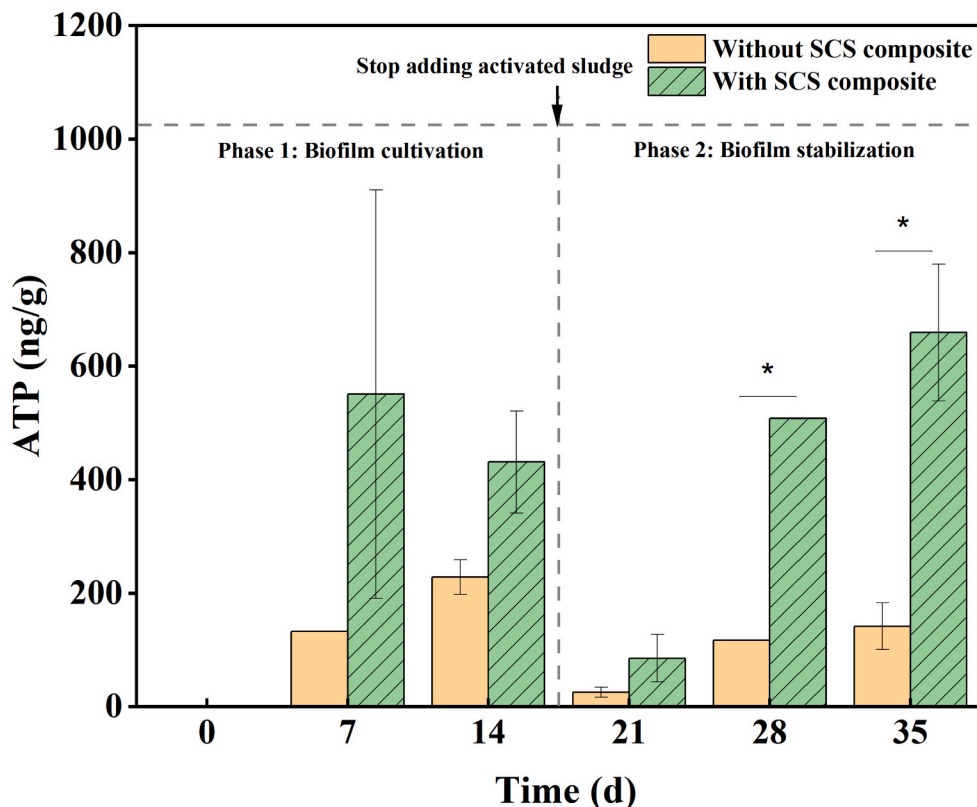 1200
1000
800
600
400
200
0
ATP (ng/g)
Without SCS composite
With SCS composite
Stop adding activated sludge
Phase 1: Biofilm cultivation
Phase 2: Biofilm stabilization
*
*
0 7 14 21 28 35
Time (d)